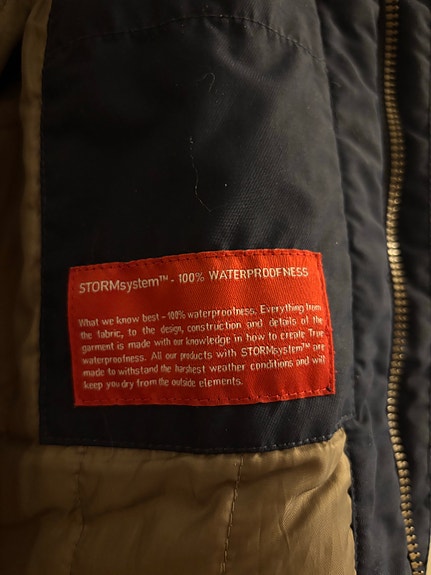 STORMsystem™ - 100% WATERPROOFNESS
What we know best - 100% waterproofness. Everything from
the fabric, to the design, construction and details of the
garment is made with our knowledge in how to create True
waterproofness. All our products with STORMsystem™ are
made to withstand the harshest weather conditions and will
keep you dry from the outside elements.